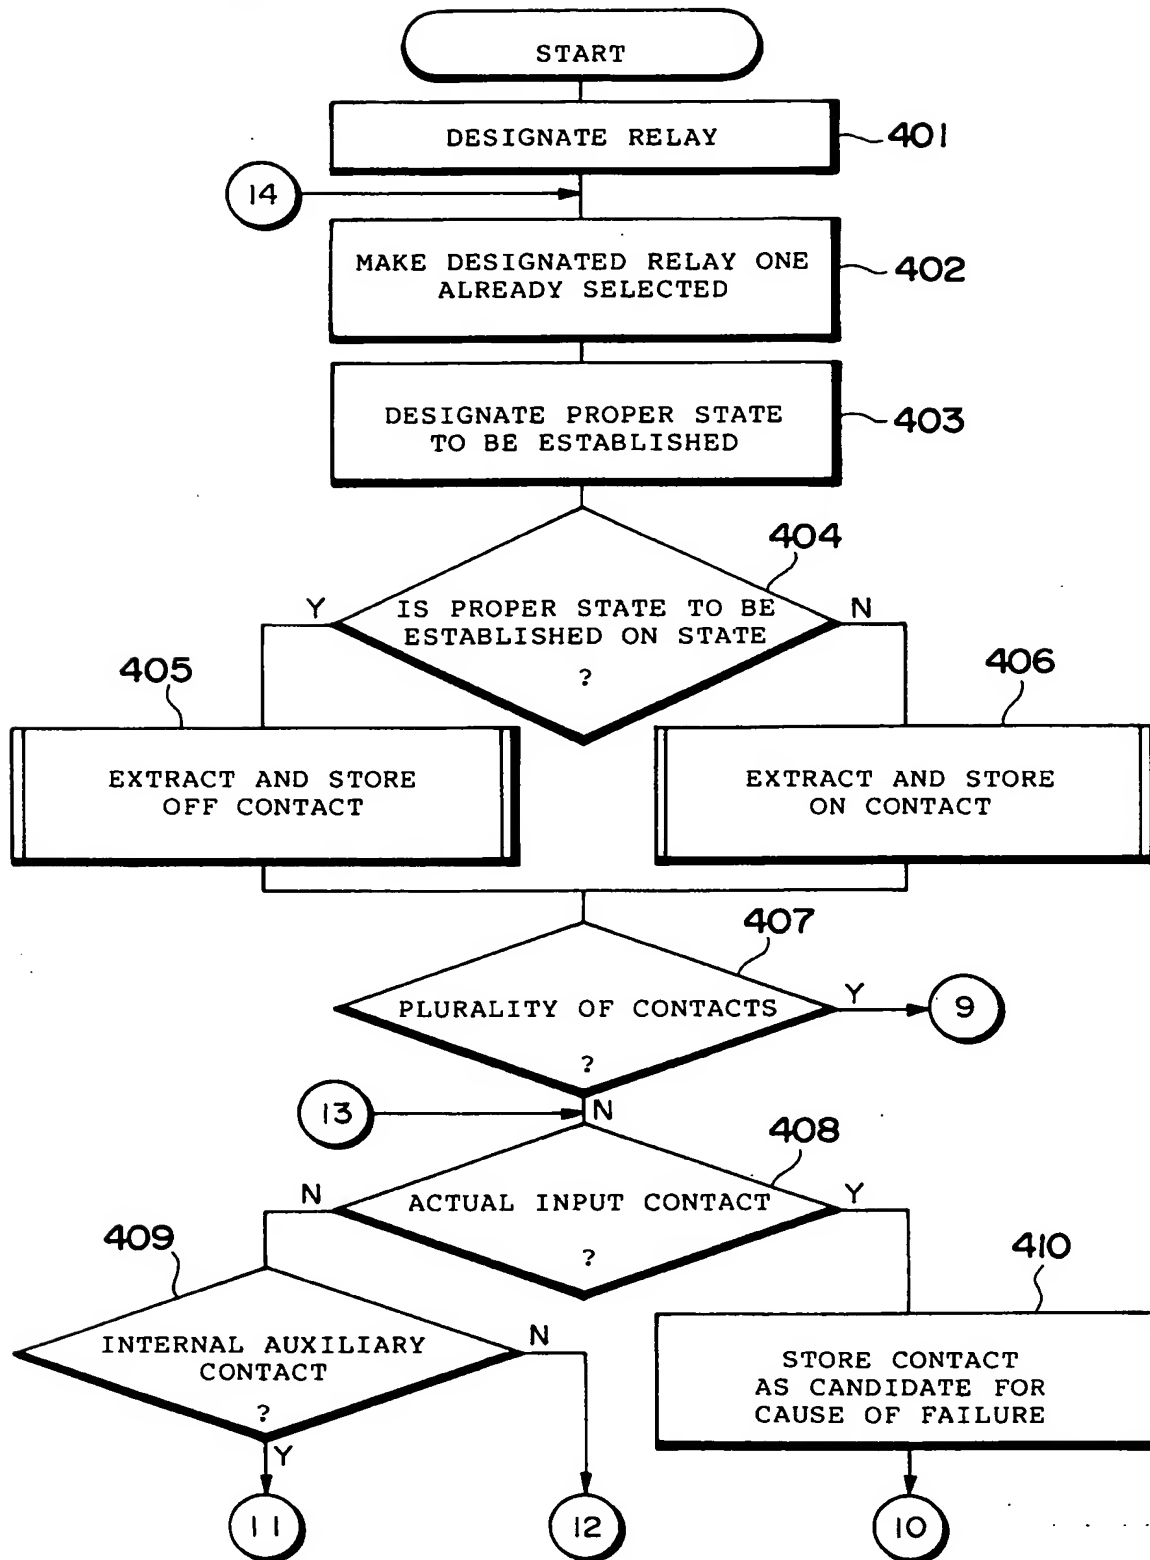 START
DESIGNATE RELAY
401
14
MAKE DESIGNATED RELAY ONE
ALREADY SELECTED
402
DESIGNATE PROPER STATE
TO BE ESTABLISHED
403
404
Y
IS PROPER STATE TO BE
ESTABLISHED ON STATE
?
N
405
406
EXTRACT AND STORE
OFF CONTACT
EXTRACT AND STORE
ON CONTACT
407
PLURALITY OF CONTACTS
?
Y
9
13
N
408
N
ACTUAL INPUT CONTACT
?
Y
409
410
INTERNAL AUXILIARY
CONTACT
?
N
Y
STORE CONTACT
AS CANDIDATE FOR
CAUSE OF FAILURE
11
12
10